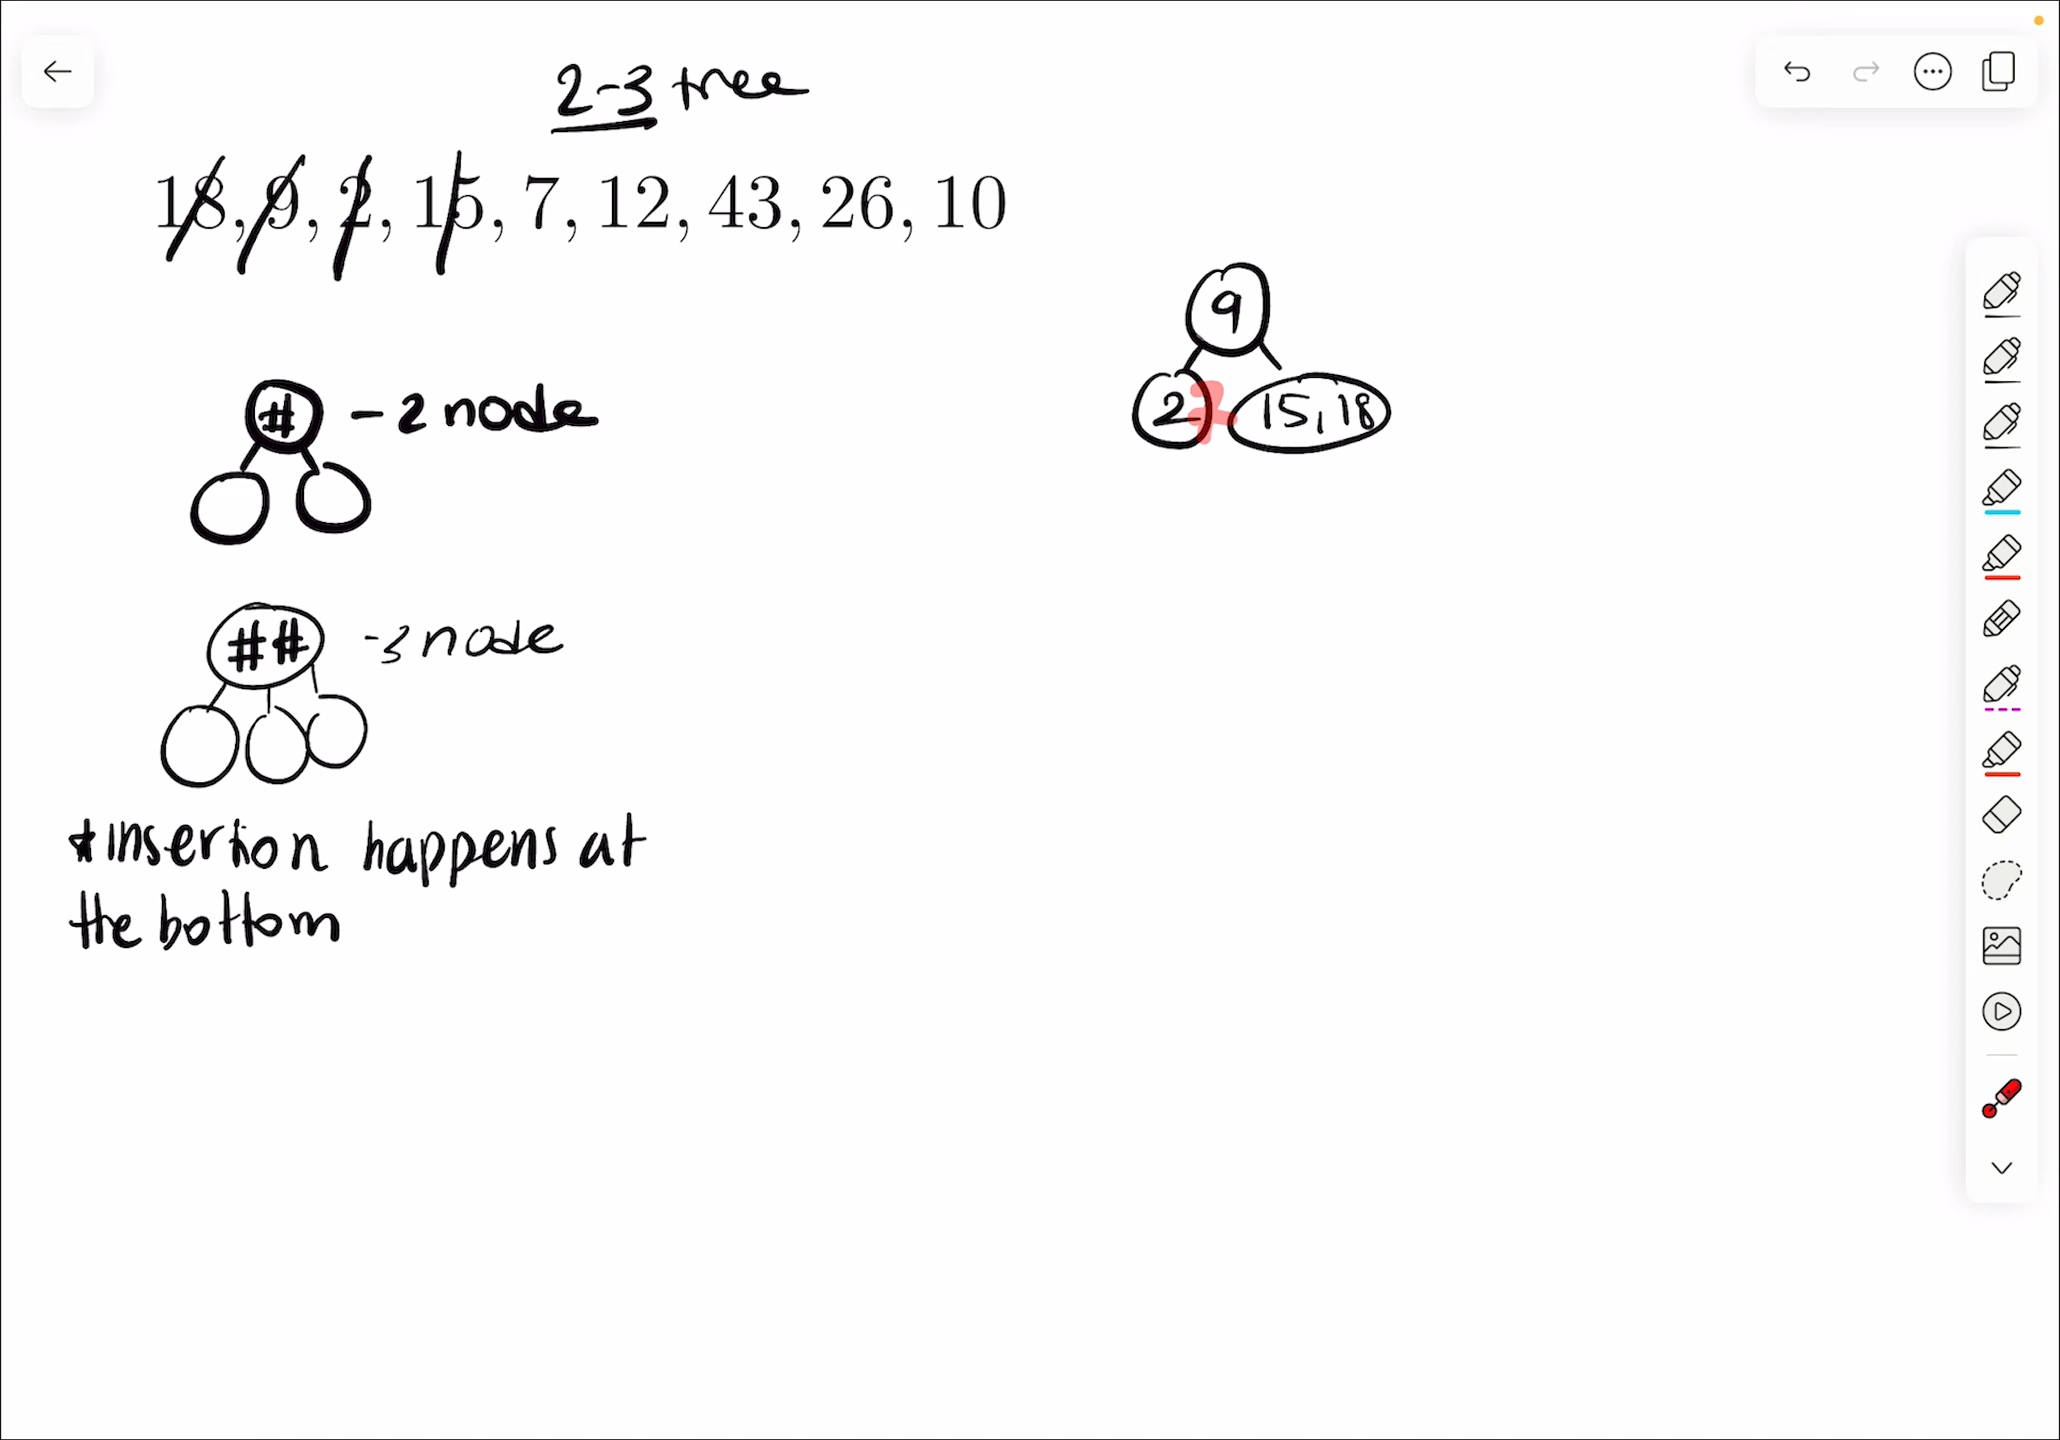 2-3 tree
18, 9, 2, 15, 7, 12, 43, 26, 10
9
2 7 15, 18
# - 2 node
## - 3 node
* insertion happens at
the bottom